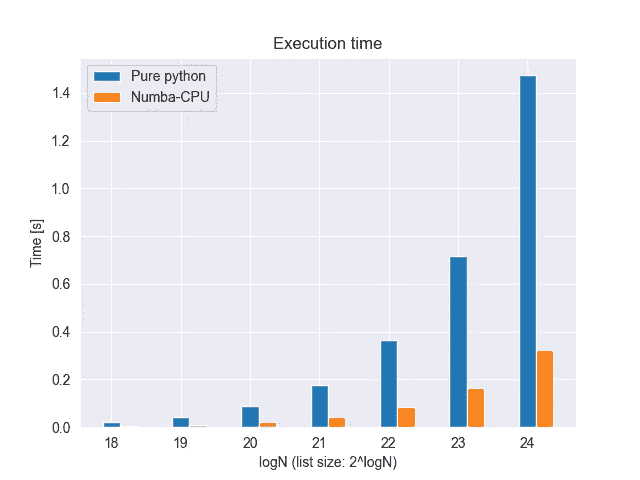 Execution time
Pure python
Numba-CPU
1.4
1.2
1.0
0.8
0.6
0.4
0.2
0.0
Time [s]
18 19 20 21 22 23 24
logN (list size: 2^logN)